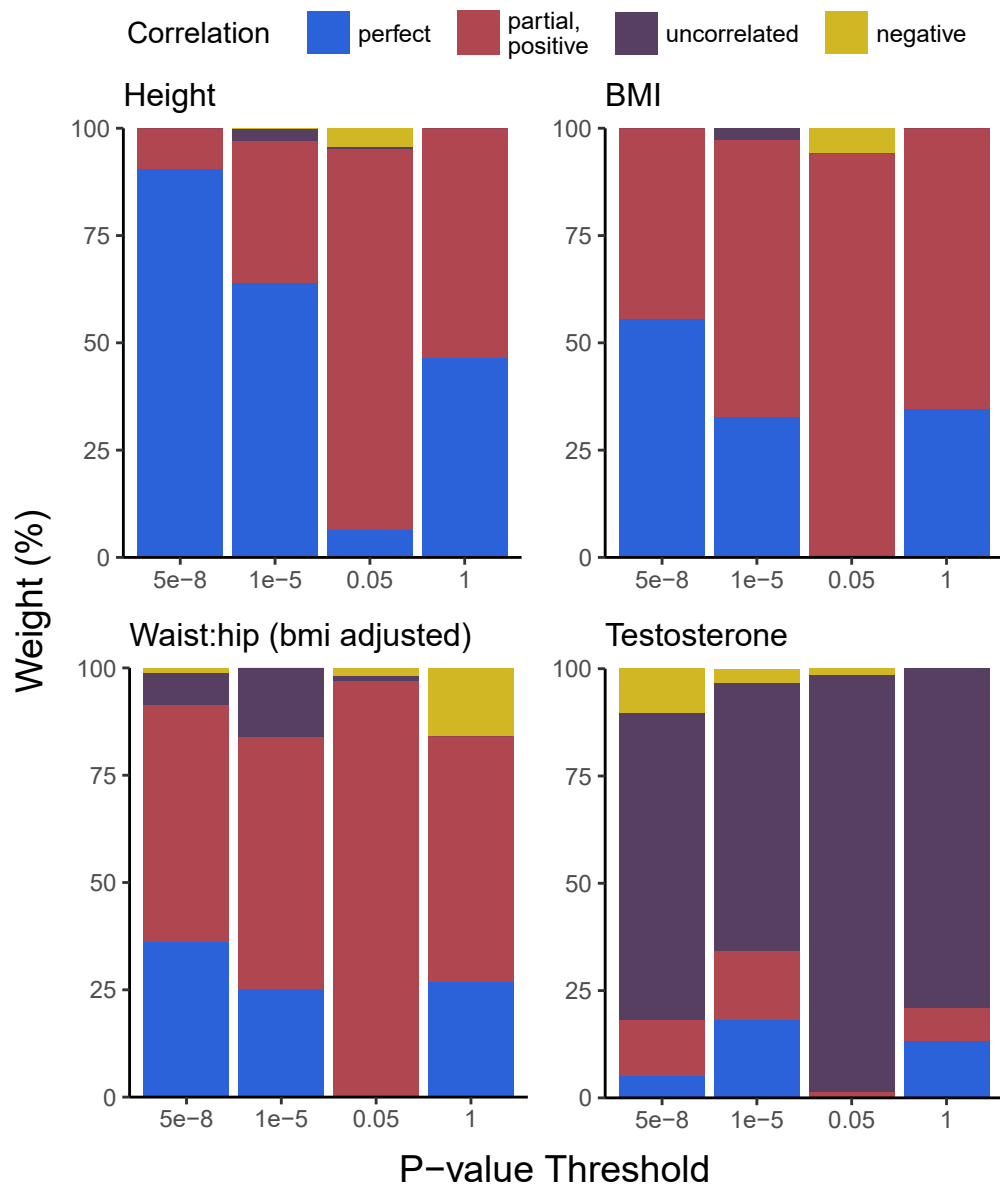 Correlation
perfect
partial,
positive
uncorrelated
negative
Height
BMI
100
75
50
25
0
5e−8
1e−5
0.05
1
100
75
50
25
0
5e−8
1e−5
0.05
1
Weight (%)
Waist:hip (bmi adjusted)
Testosterone
100
75
50
25
0
5e−8
1e−5
0.05
1
100
75
50
25
0
5e−8
1e−5
0.05
1
P−value Threshold